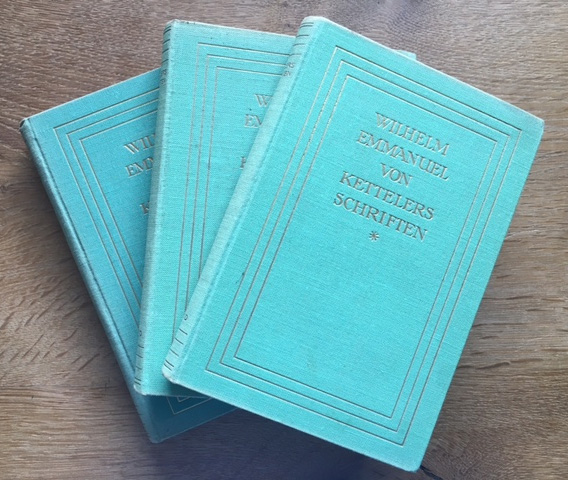 WILHELM
EMMANUEL
VON
KETTELERS
SCHRIFTEN
*